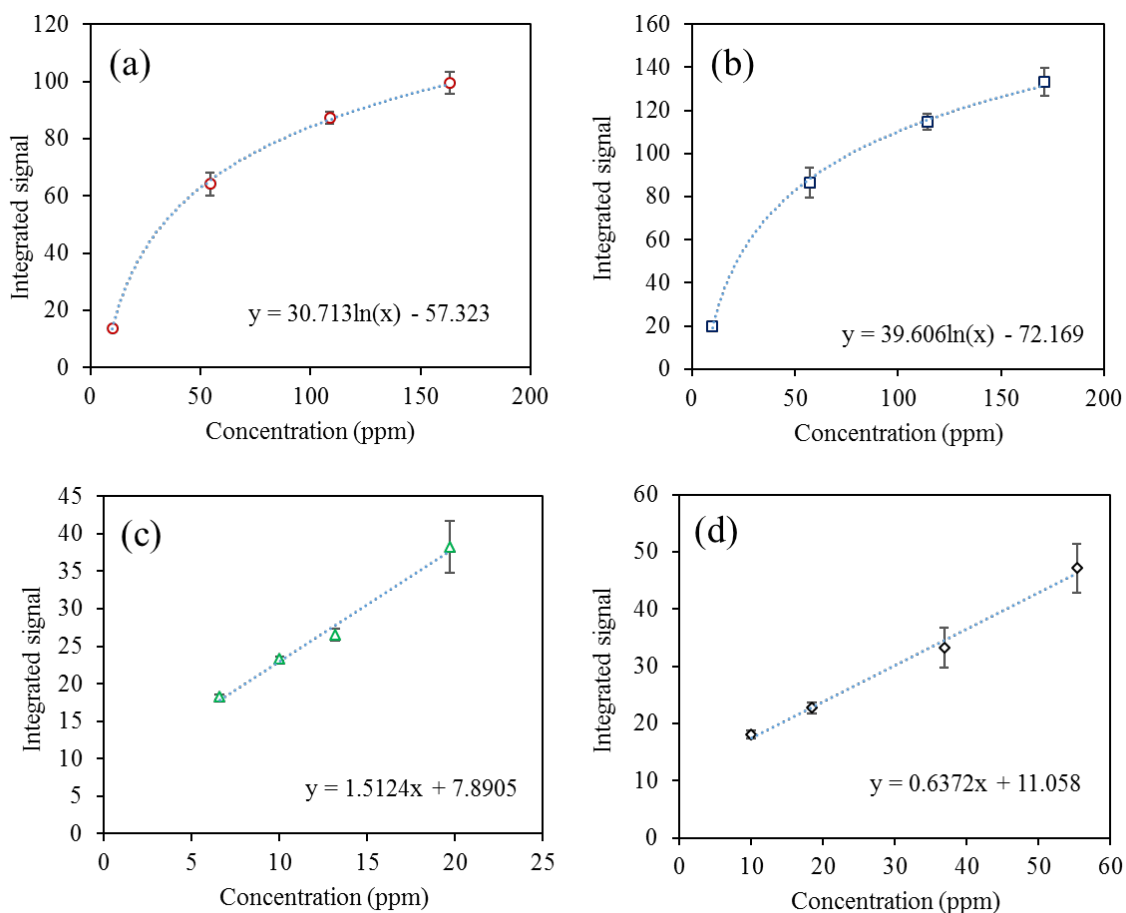 (a)
Integrated signal
120
100
80
60
40
20
0
y = 30.713ln(x) - 57.323
0 50 100 150 200
Concentration (ppm)
(b)
Integrated signal
160
140
120
100
80
60
40
20
0
y = 39.606ln(x) - 72.169
0 50 100 150 200
Concentration (ppm)
(c)
Integrated signal
45
40
35
30
25
20
15
10
5
0
y = 1.5124x + 7.8905
0 5 10 15 20 25
Concentration (ppm)
(d)
Integrated signal
60
50
40
30
20
10
0
y = 0.6372x + 11.058
0 10 20 30 40 50 60
Concentration (ppm)